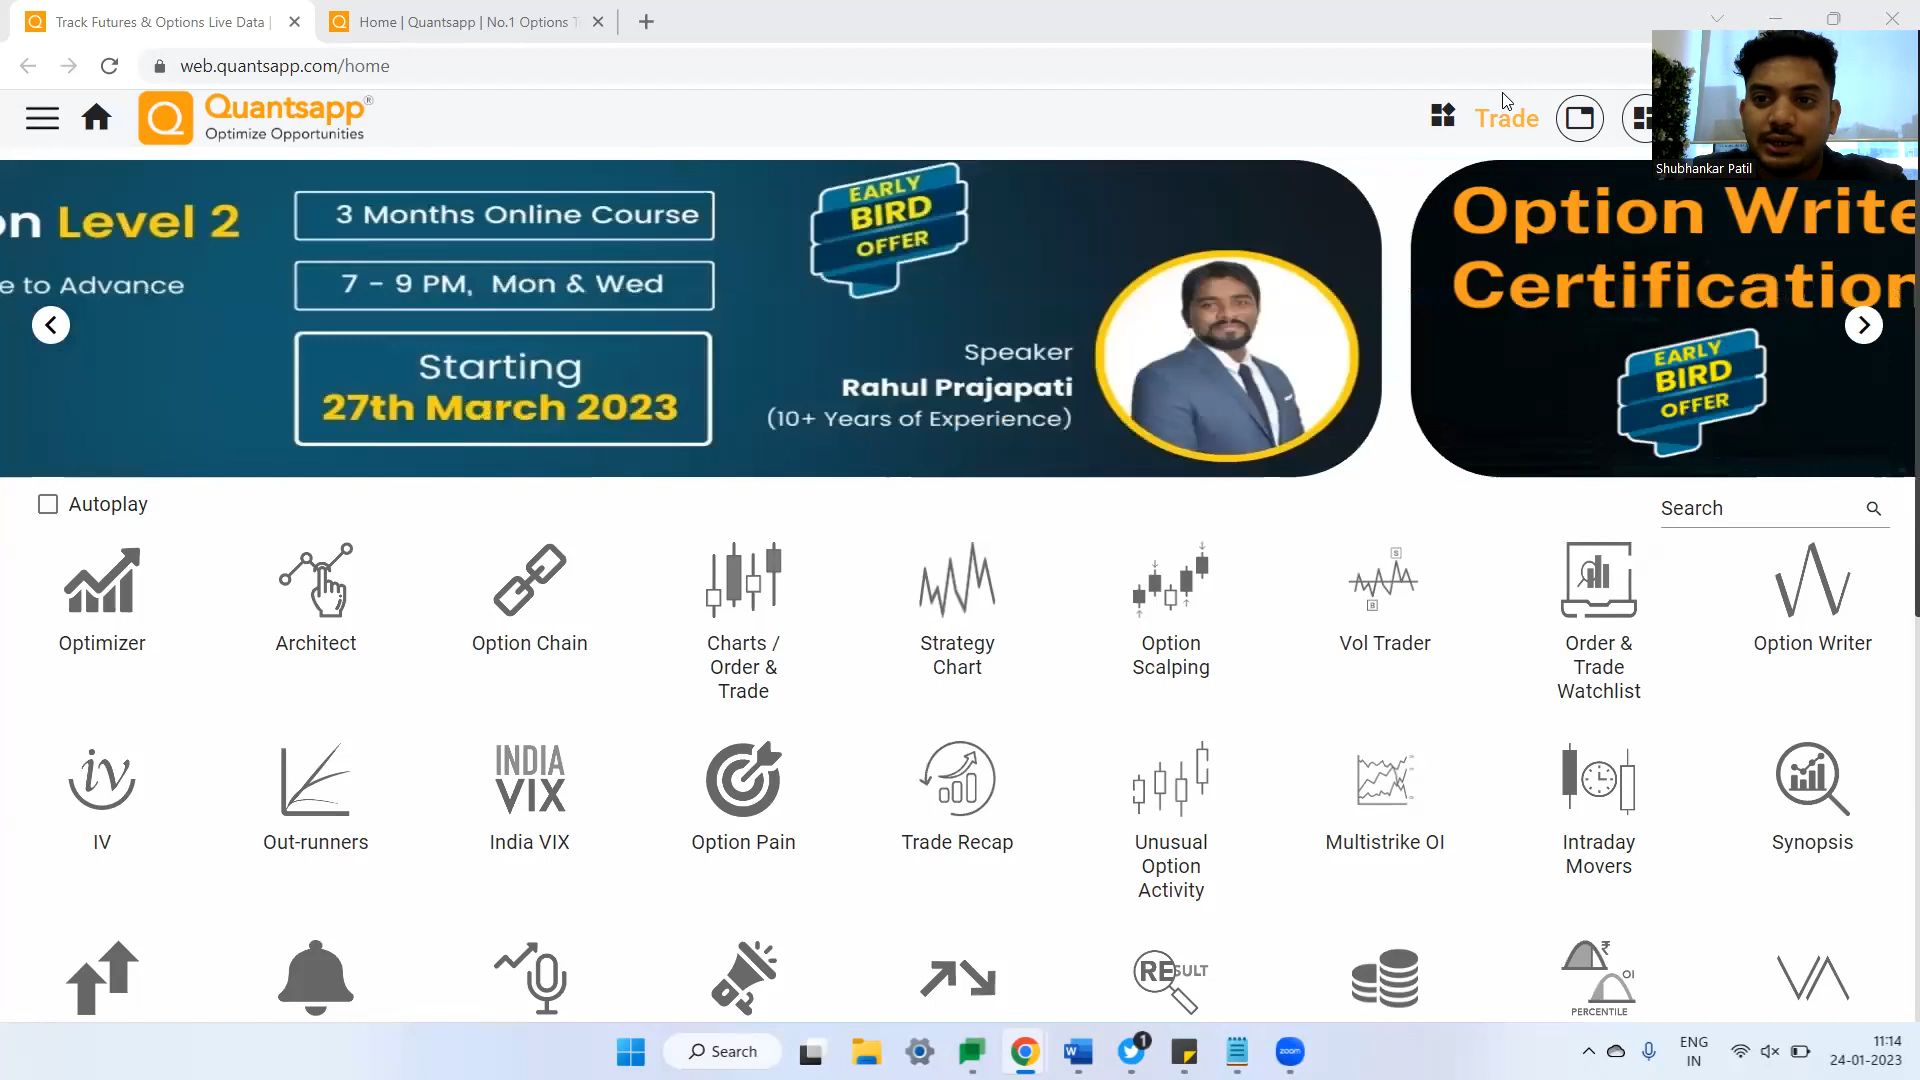 Track Futures & Options Live Data |
Home | Quantsapp | No.1 Options T
web.quantsapp.com/home
Quantsapp®
Optimize Opportunities
Trade
Shubhankar Patil
on Level 2
e to Advance
3 Months Online Course
7 – 9 PM, Mon & Wed
Starting
27th March 2023
EARLY
BIRD
OFFER
Speaker
Rahul Prajapati
(10+ Years of Experience)
Option Write
Certification
EARLY
BIRD
OFFER
Autoplay
Search
Optimizer
Architect
Option Chain
Charts /
Order &
Trade
Strategy
Chart
Option
Scalping
S
B
Vol Trader
Order &
Trade
Watchlist
Option Writer
iv
IV
Out-runners
INDIA
VIX
India VIX
Option Pain
Trade Recap
Unusual
Option
Activity
Multistrike OI
Intraday
Movers
Synopsis
RESULT
₹
OI
PERCENTILE
Search
W
1
zoom
ENG
IN
11:14
24-01-2023